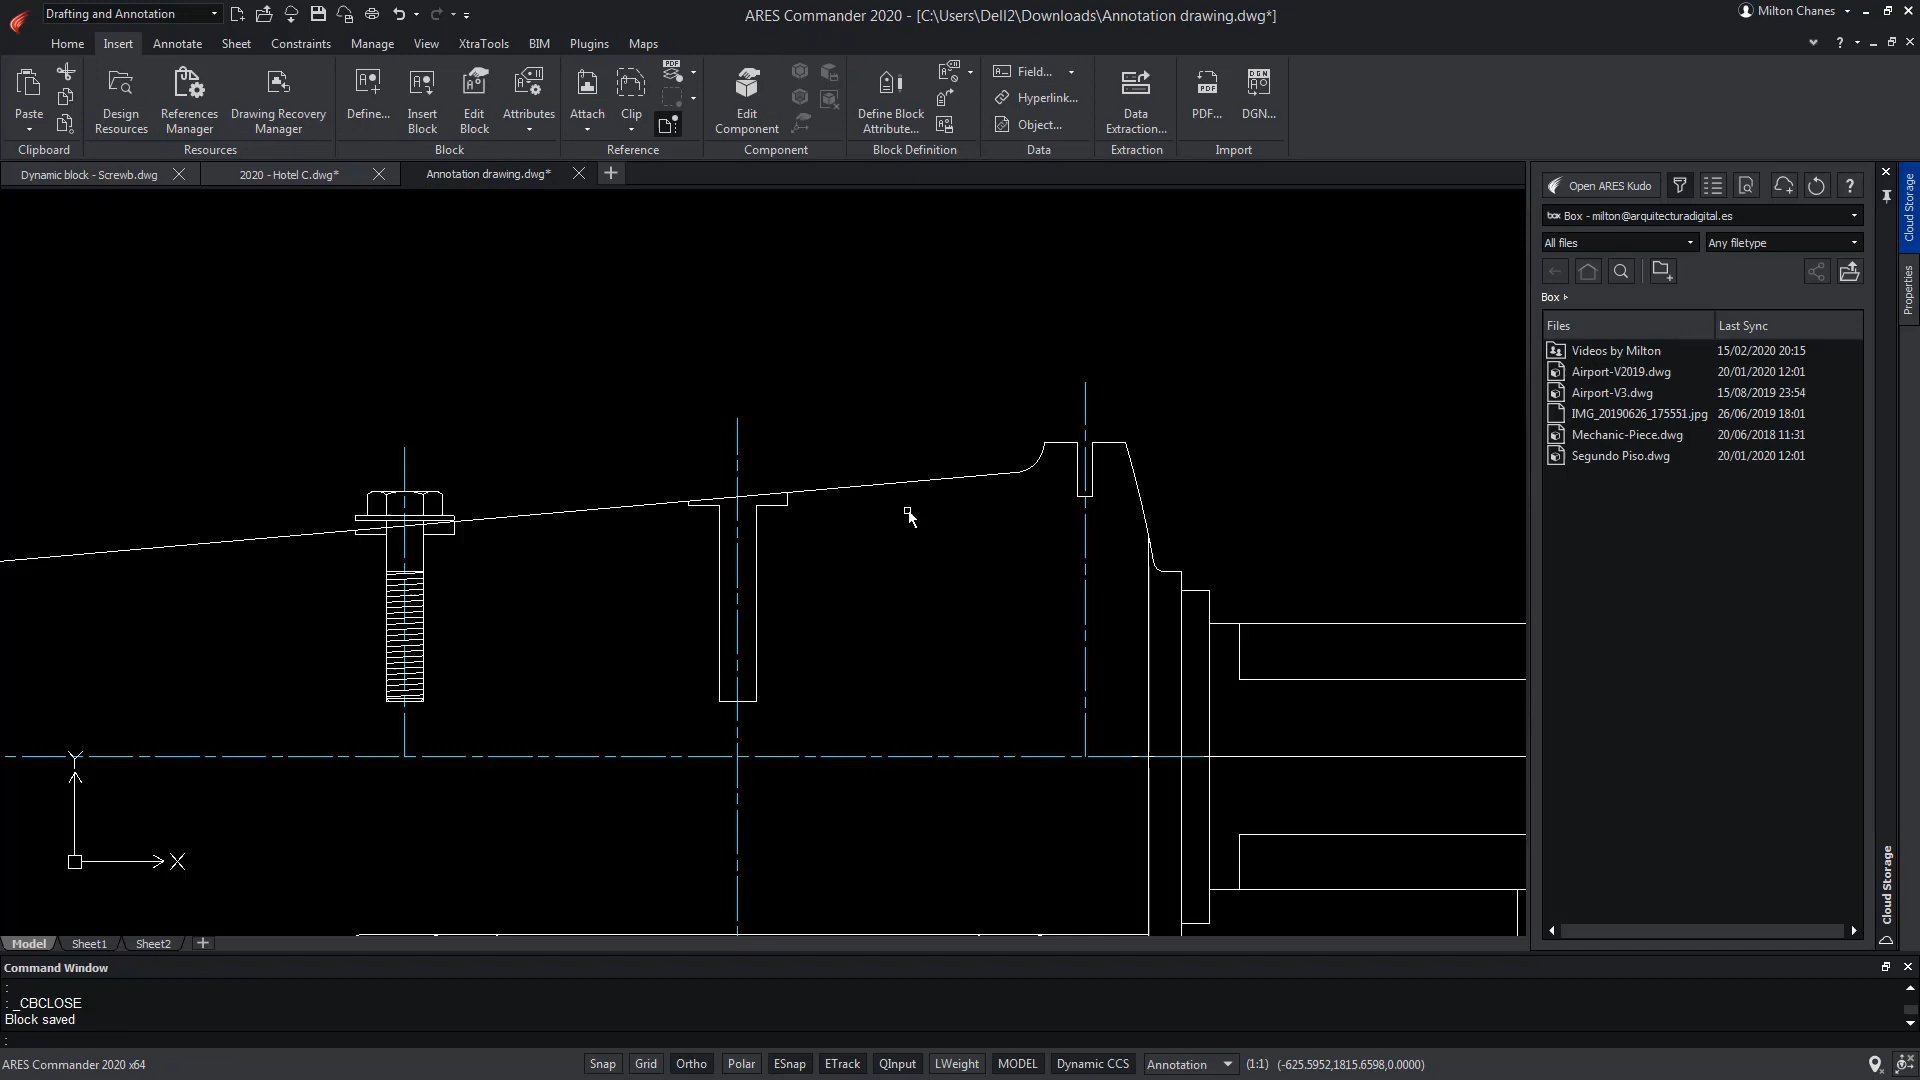 Drafting and Annotation
ARES Commander 2020 - [C:\Users\Dell2\Downloads\Annotation drawing.dwg*]
Milton Chanes
Home Insert Annotate Sheet Constraints Manage View XtraTools BIM Plugins Maps
Paste
Design Resources
References Manager
Drawing Recovery Manager
Define...
Insert Block
Edit Block
Attributes
Attach
Clip
PDF
Edit Component
Define Block Attribute...
Field...
Hyperlink...
Object...
Data Extraction...
PDF
PDF...
DGN
DGN...
Clipboard Resources Block Reference Component Block Definition Data Extraction Import
Dynamic block - Screwb.dwg 2020 - Hotel C.dwg* Annotation drawing.dwg*
Open ARES Kudo
box Box - milton@arquitecturadigital.es
All files Any filetype
Box
Files Last Sync
Videos by Milton 15/02/2020 20:15
Airport-V2019.dwg 20/01/2020 12:01
Airport-V3.dwg 15/08/2019 23:54
IMG_20190626_175551.jpg 26/06/2019 18:01
Mechanic-Piece.dwg 20/06/2018 11:31
Segundo Piso.dwg 20/01/2020 12:01
Cloud Storage
Properties
Cloud Storage
Y
X
Model Sheet1 Sheet2
Command Window
:
: _CBCLOSE
Block saved
:
ARES Commander 2020 x64
Snap Grid Ortho Polar ESnap ETrack QInput LWeight MODEL Dynamic CCS Annotation (1:1) (-625.5952,1815.6598,0.0000)